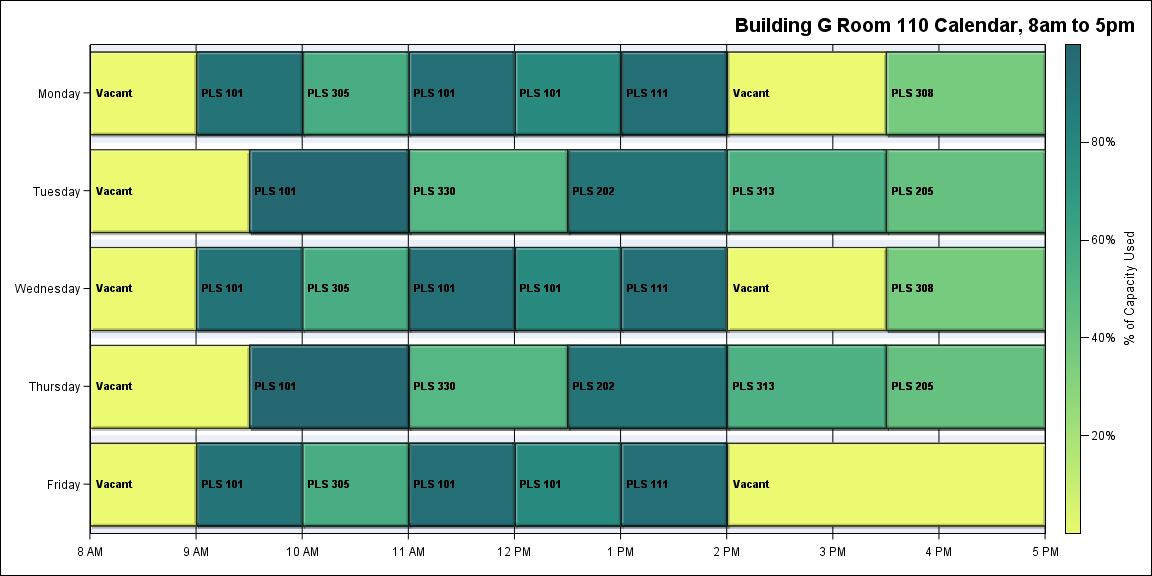 Building G Room 110 Calendar, 8am to 5pm
Monday
Vacant
PLS 101
PLS 305
PLS 101
PLS 101
PLS 111
Vacant
PLS 308
Tuesday
Vacant
PLS 101
PLS 330
PLS 202
PLS 313
PLS 205
Wednesday
Vacant
PLS 101
PLS 305
PLS 101
PLS 101
PLS 111
Vacant
PLS 308
Thursday
Vacant
PLS 101
PLS 330
PLS 202
PLS 313
PLS 205
Friday
Vacant
PLS 101
PLS 305
PLS 101
PLS 101
PLS 111
Vacant
8 AM
9 AM
10 AM
11 AM
12 PM
1 PM
2 PM
3 PM
4 PM
5 PM
80%
60%
40%
20%
% of Capacity Used